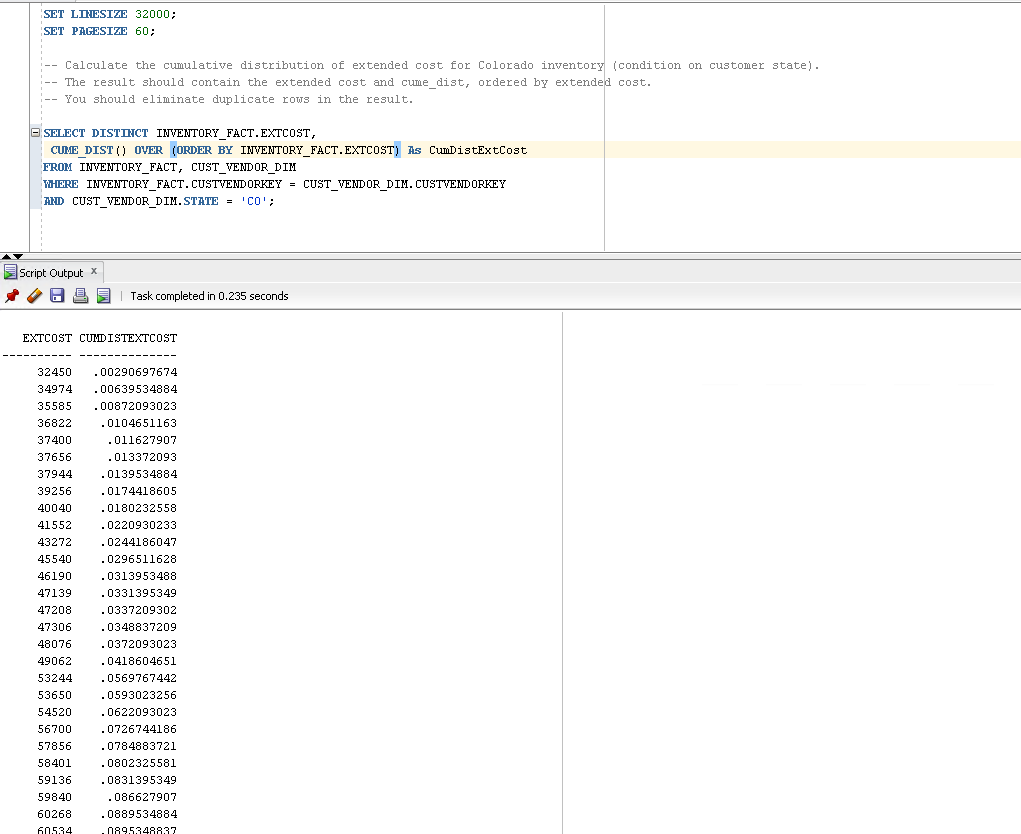 SET LINESIZE 32000;
SET PAGESIZE 60;
-- Calculate the cumulative distribution of extended cost for Colorado inventory (condition on customer state).
-- The result should contain the extended cost and cume_dist, ordered by extended cost.
-- You should eliminate duplicate rows in the result.
SELECT DISTINCT INVENTORY_FACT.EXTCOST,
CUME_DIST() OVER (ORDER BY INVENTORY_FACT.EXTCOST) As CumDistExtCost
FROM INVENTORY_FACT, CUST_VENDOR_DIM
WHERE INVENTORY_FACT.CUSTVENDORKEY = CUST_VENDOR_DIM.CUSTVENDORKEY
AND CUST_VENDOR_DIM.STATE = 'CO';
Script Output x
Task completed in 0.235 seconds
EXTCOST CUMDISTEXTCOST
---------- --------------
32450 .00290697674
34974 .00639534884
35585 .00872093023
36822 .0104651163
37400 .011627907
37656 .013372093
37944 .0139534884
39256 .0174418605
40040 .0180232558
41552 .0220930233
43272 .0244186047
45540 .0296511628
46190 .0313953488
47139 .0331395349
47208 .0337209302
47306 .0348837209
48076 .0372093023
49062 .0418604651
53244 .0569767442
53650 .0593023256
54520 .0622093023
56700 .0726744186
57856 .0784883721
58401 .0802325581
59136 .0831395349
59840 .086627907
60268 .0889534884
60534 .0895348837